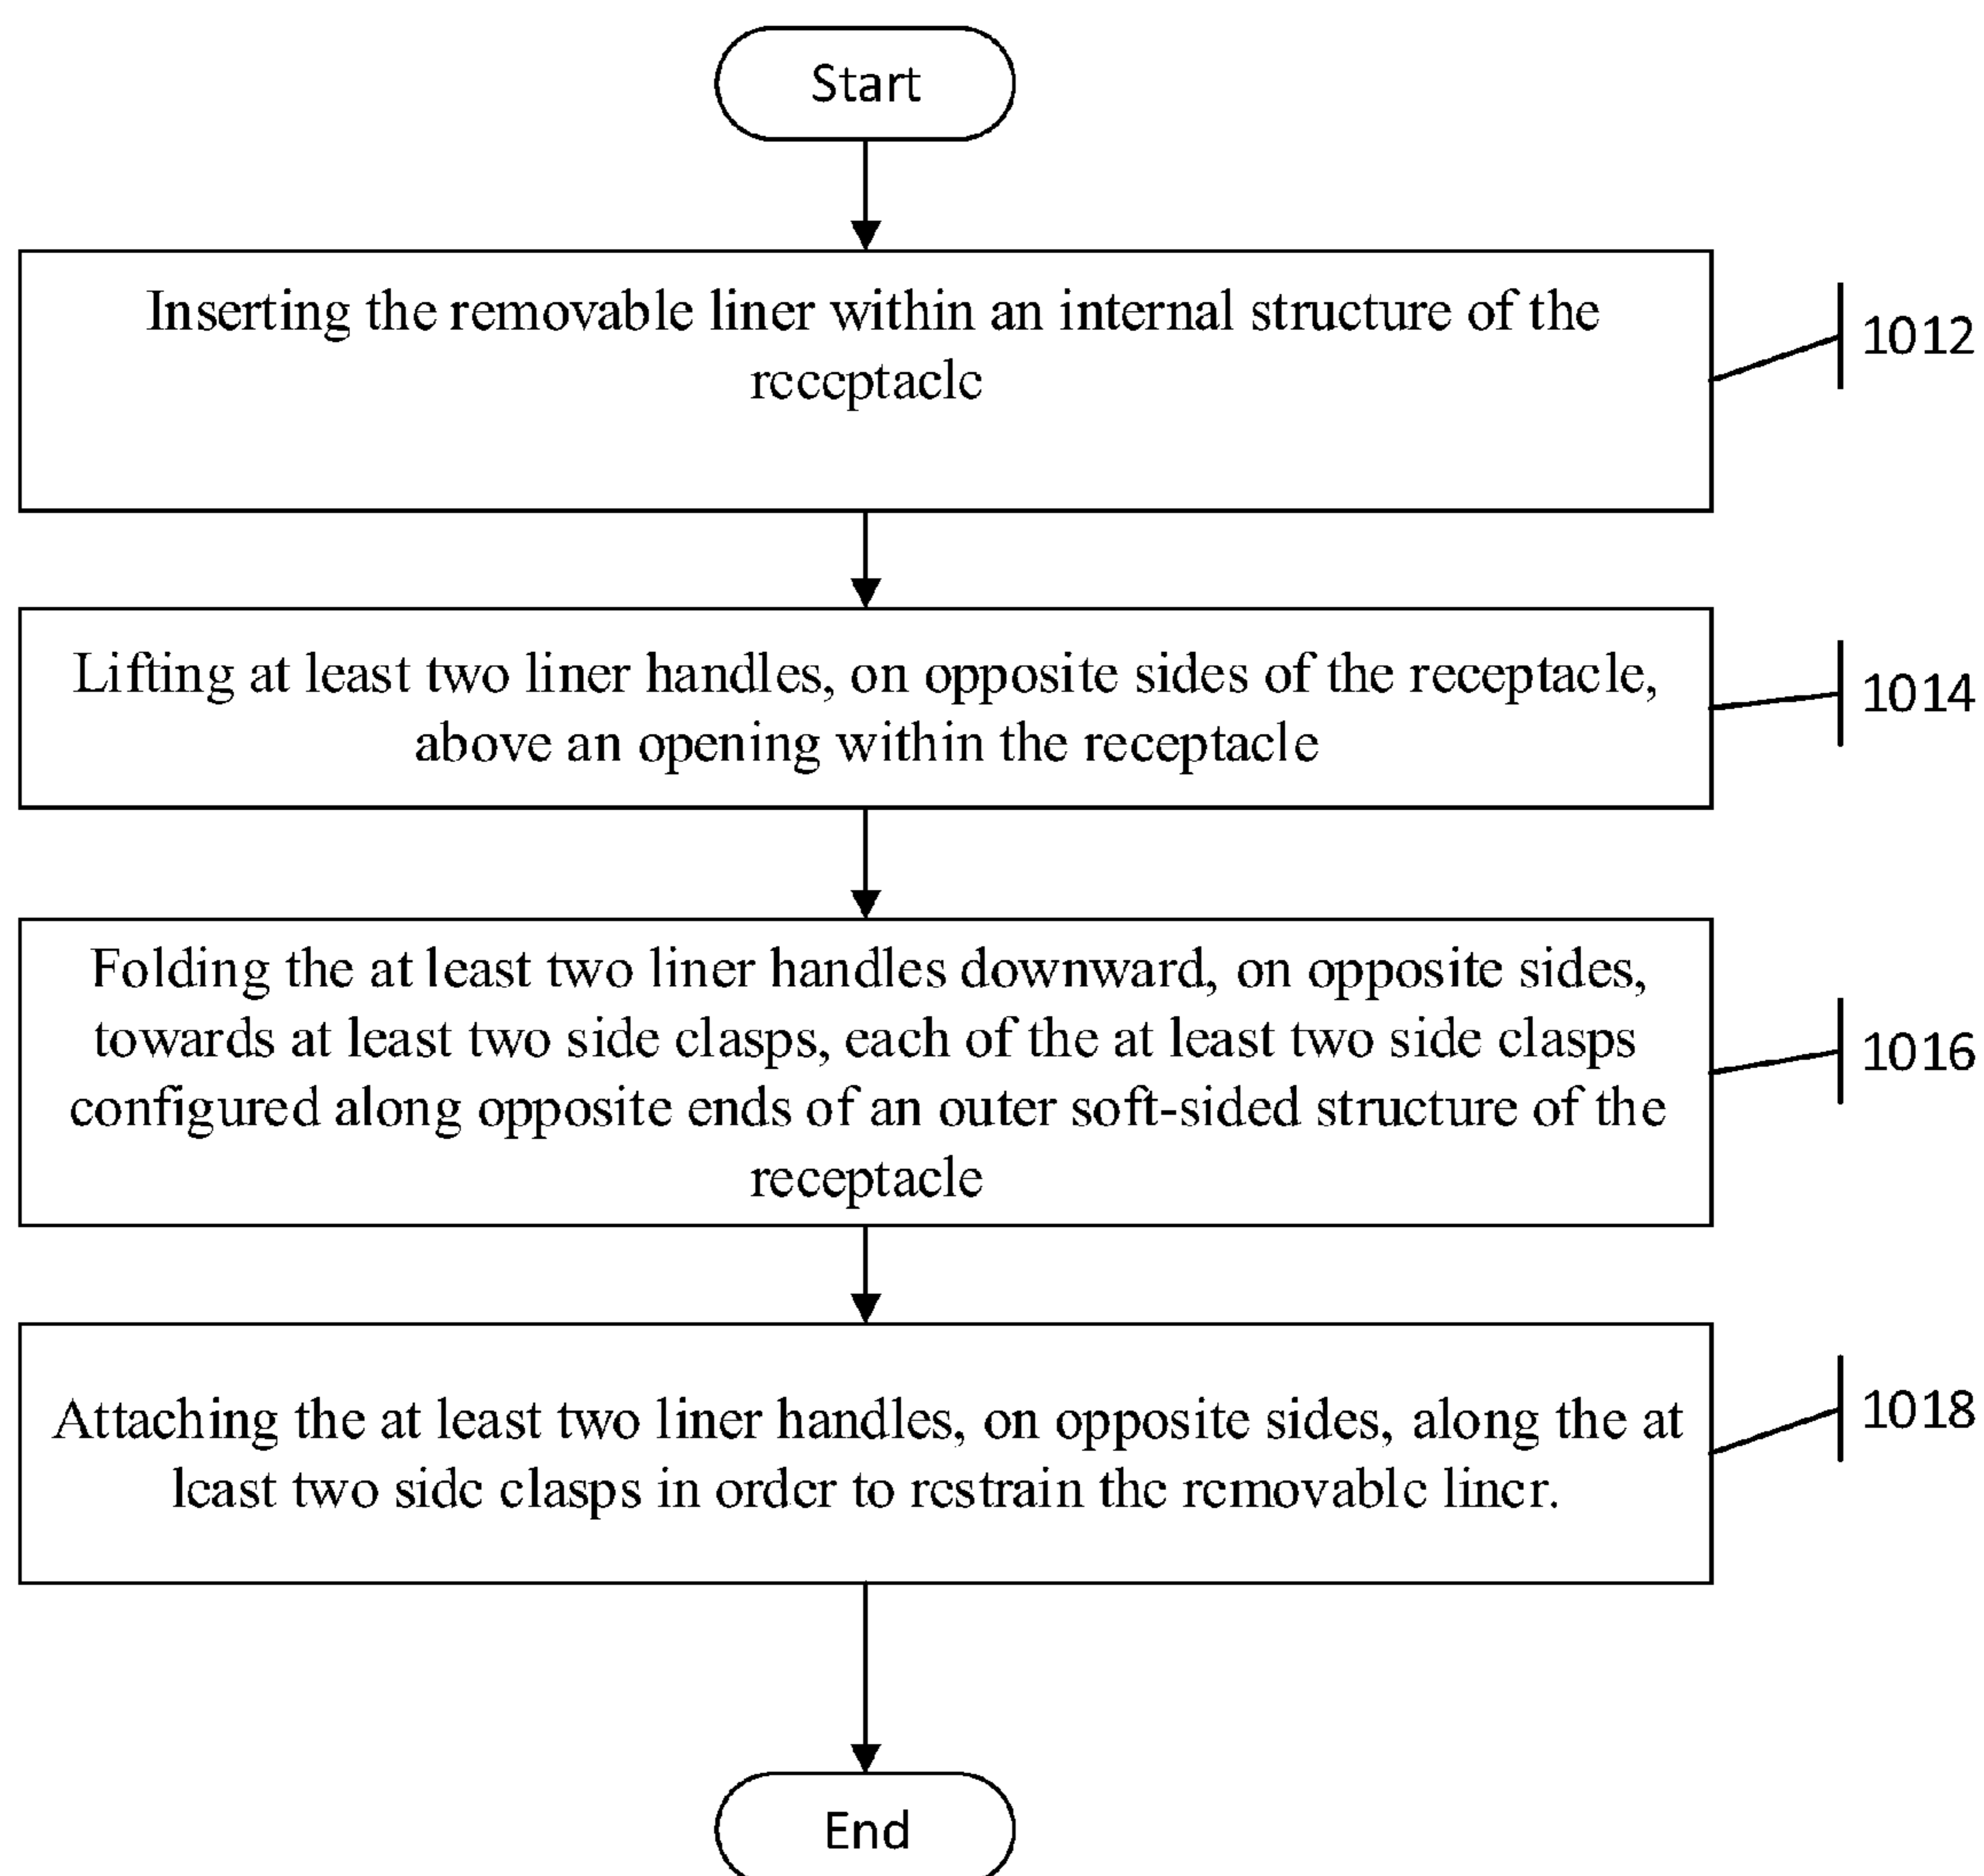 Start
Inserting the removable liner within an internal structure of the
receptacle
1012
Lifting at least two liner handles, on opposite sides of the receptacle,
above an opening within the receptacle
1014
Folding the at least two liner handles downward, on opposite sides,
towards at least two side clasps, each of the at least two side clasps
configured along opposite ends of an outer soft-sided structure of the
receptacle
1016
Attaching the at least two liner handles, on opposite sides, along the at
least two side clasps in order to restrain the removable liner.
1018
End